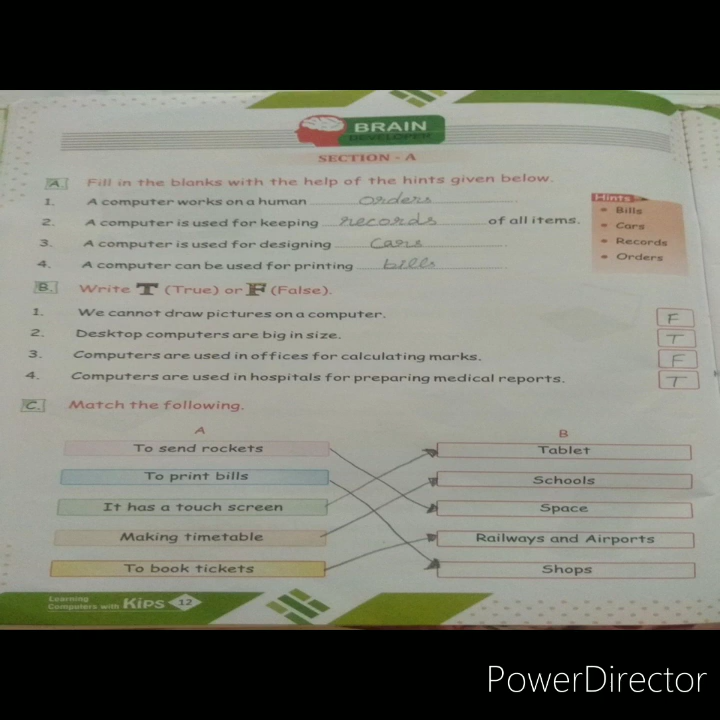 BRAIN
DEVELOPER
SECTION - A
A. Fill in the blanks with the help of the hints given below.
1. A computer works on a human orders
2. A computer is used for keeping records of all items.
3. A computer is used for designing Cars
4. A computer can be used for printing bills
Hints
• Bills
• Cars
• Records
• Orders
B. Write T (True) or F (False).
1. We cannot draw pictures on a computer. F
2. Desktop computers are big in size. T
3. Computers are used in offices for calculating marks. F
4. Computers are used in hospitals for preparing medical reports. T
C. Match the following.
A B
To send rockets Tablet
To print bills Schools
It has a touch screen Space
Making timetable Railways and Airports
To book tickets Shops
Learning
Computers with Kips 12
PowerDirector